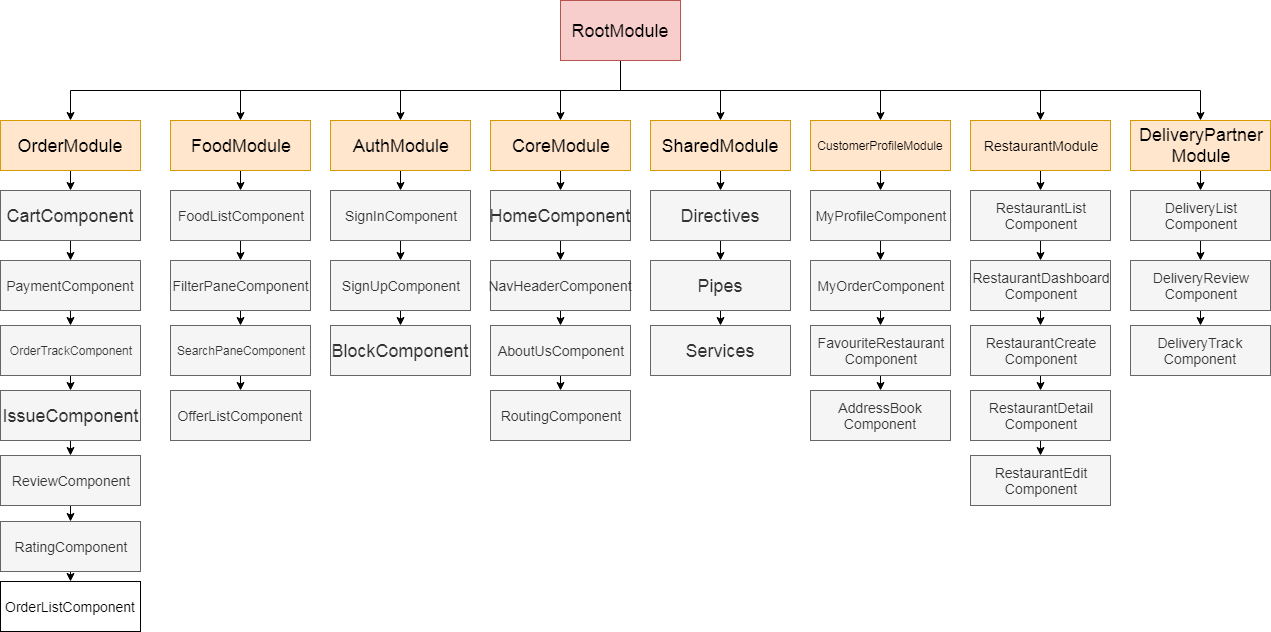 RootModule
OrderModule
FoodModule
AuthModule
CoreModule
SharedModule
CustomerProfileModule
RestaurantModule
DeliveryPartner
Module
CartComponent
FoodListComponent
SignInComponent
HomeComponent
Directives
MyProfileComponent
RestaurantList
Component
DeliveryList
Component
PaymentComponent
FilterPaneComponent
SignUpComponent
NavHeaderComponent
Pipes
MyOrderComponent
RestaurantDashboard
Component
DeliveryReview
Component
OrderTrackComponent
SearchPaneComponent
BlockComponent
AboutUsComponent
Services
FavouriteRestaurant
Component
RestaurantCreate
Component
DeliveryTrack
Component
IssueComponent
OfferListComponent
RoutingComponent
AddressBook
Component
RestaurantDetail
Component
ReviewComponent
RestaurantEdit
Component
RatingComponent
OrderListComponent